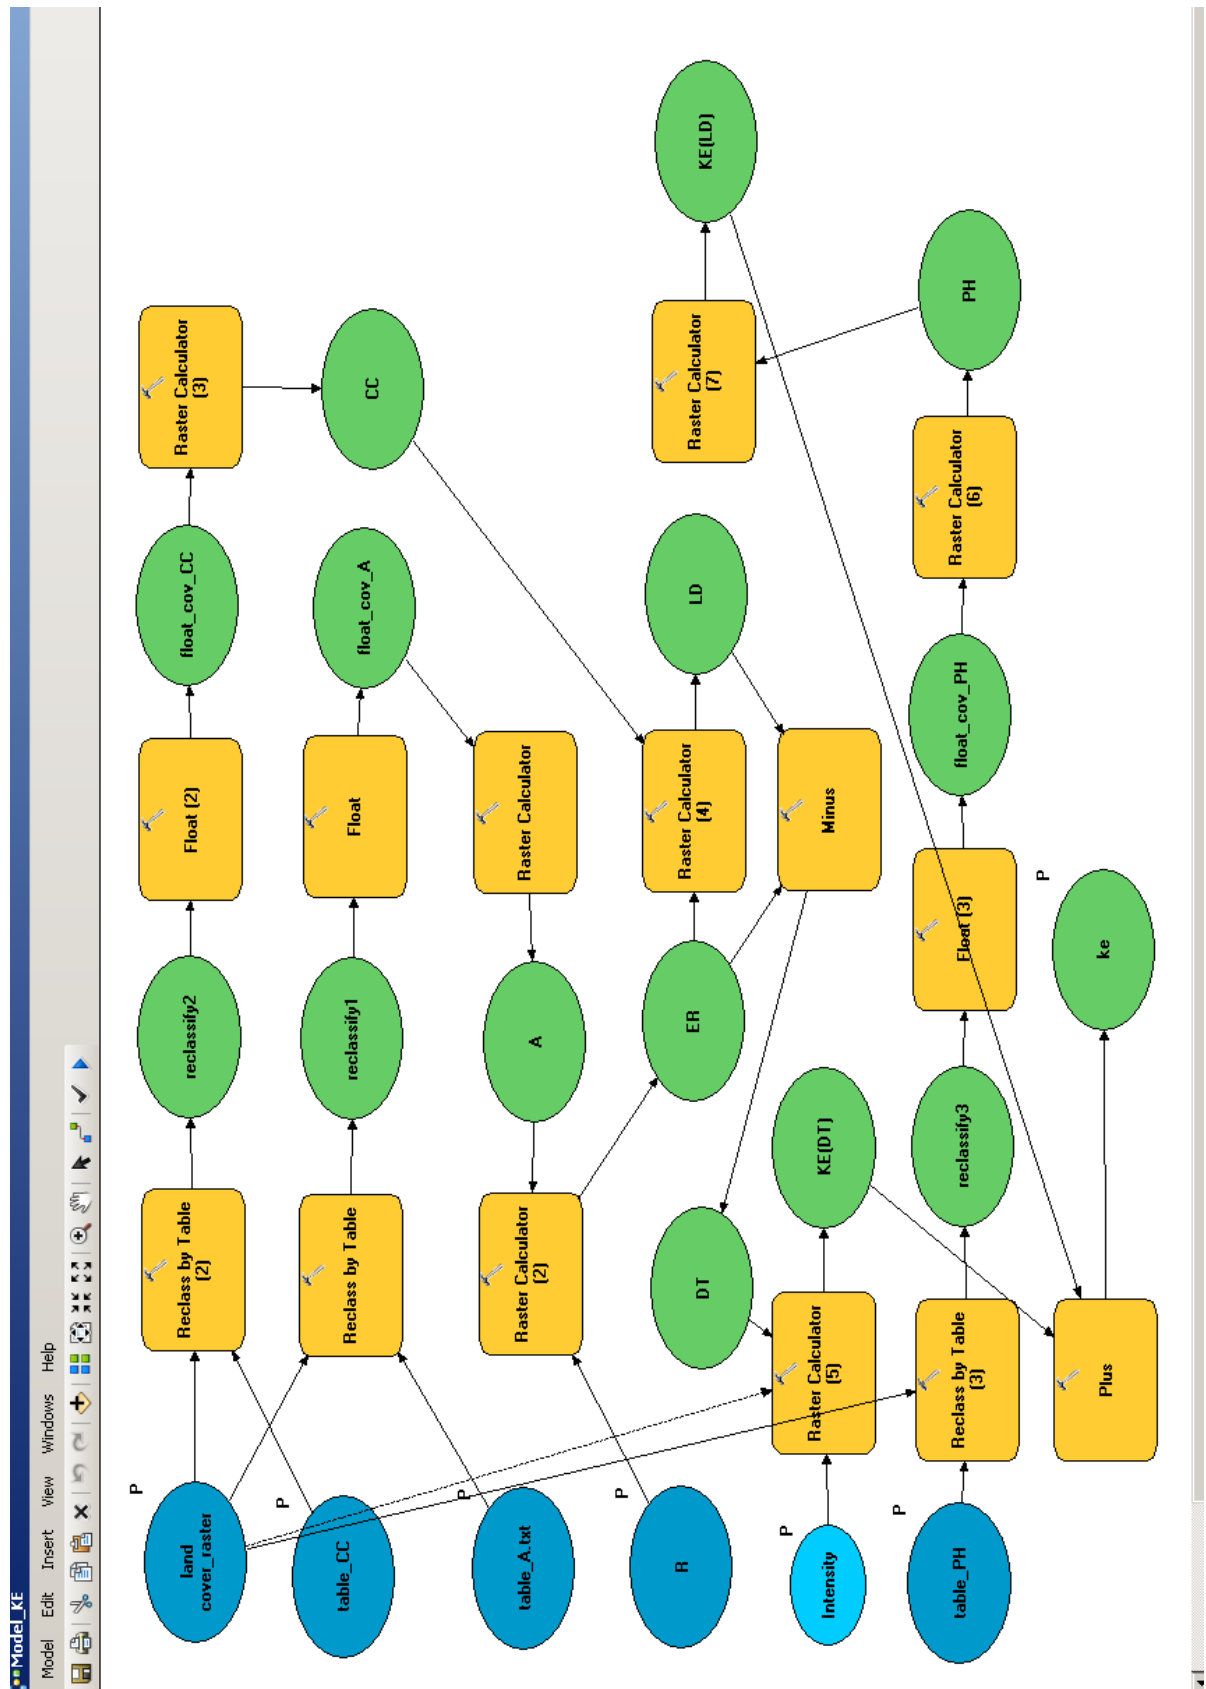 Model_KE
Model Edit Insert View Windows Help
P
land
cover_raster
Reclass by Table
(2)
reclassify2
Float (2)
float_cov_CC
Raster Calculator
(3)
P
table_CC
Reclass by Table
reclassify1
Float
float_cov_A
CC
P
table_A.txt
Raster Calculator
(2)
A
Raster Calculator
P
R
DT
ER
Raster Calculator
(4)
LD
Raster Calculator
(7)
KE(LD)
P
Intensity
Raster Calculator
(5)
KE(DT)
Minus
P
table_PH
Reclass by Table
(3)
reclassify3
Float (3)
float_cov_PH
Raster Calculator
(6)
PH
Plus
P
ke